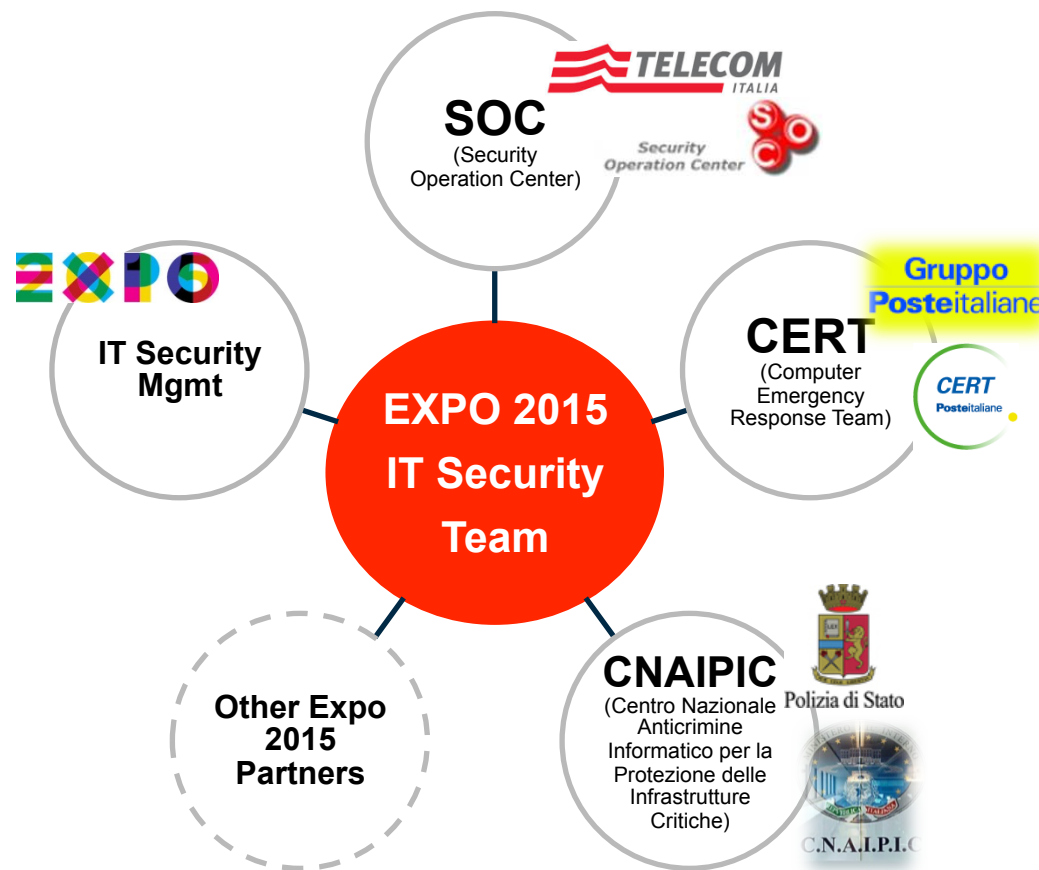 TELECOM
ITALIA
SOC
(Security
Operation Center)
SOC
Security
Operation Center
EXPO
2015
IT Security
Mgmt
Gruppo
Posteitaliane
CERT
(Computer
Emergency
Response Team)
CERT
Posteitaliane
EXPO 2015
IT Security
Team
Other Expo
2015
Partners
CNAIPIC
(Centro Nazionale
Anticrimine
Informatico per la
Protezione delle
Infrastrutture
Critiche)
Polizia di Stato
C.N.A.I.P.I.C